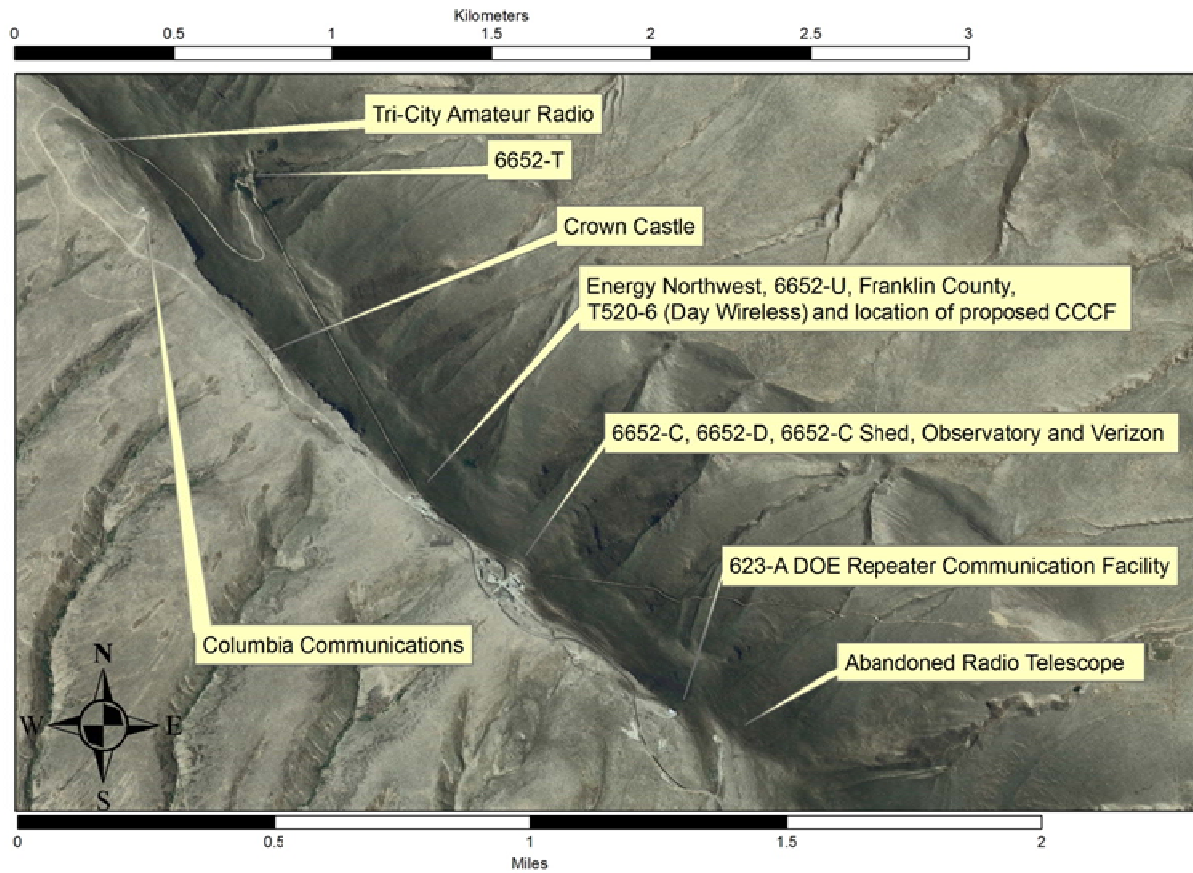 Kilometers
0 0.5 1 1.5 2 2.5 3
Tri-City Amateur Radio
6652-T
Crown Castle
Energy Northwest, 6652-U, Franklin County,
T520-6 (Day Wireless) and location of proposed CCCF
6652-C, 6652-D, 6652-C Shed, Observatory and Verizon
623-A DOE Repeater Communication Facility
Columbia Communications
Abandoned Radio Telescope
N
W E
S
0 0.5 1 1.5 2
Miles